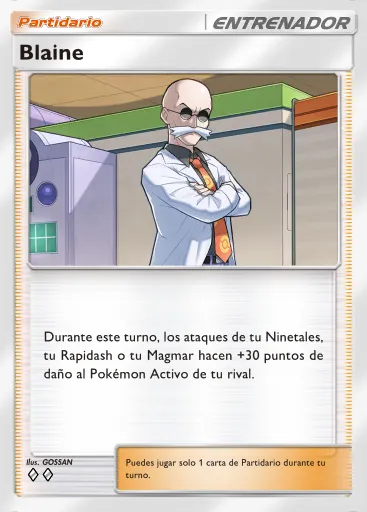 Partidario
ENTRENADOR
Blaine
Durante este turno, los ataques de tu Ninetales,
tu Rapidash o tu Magmar hacen +30 puntos de
daño al Pokémon Activo de tu rival.
Ilus. GOSSAN
Puedes jugar solo 1 carta de Partidario durante tu
turno.